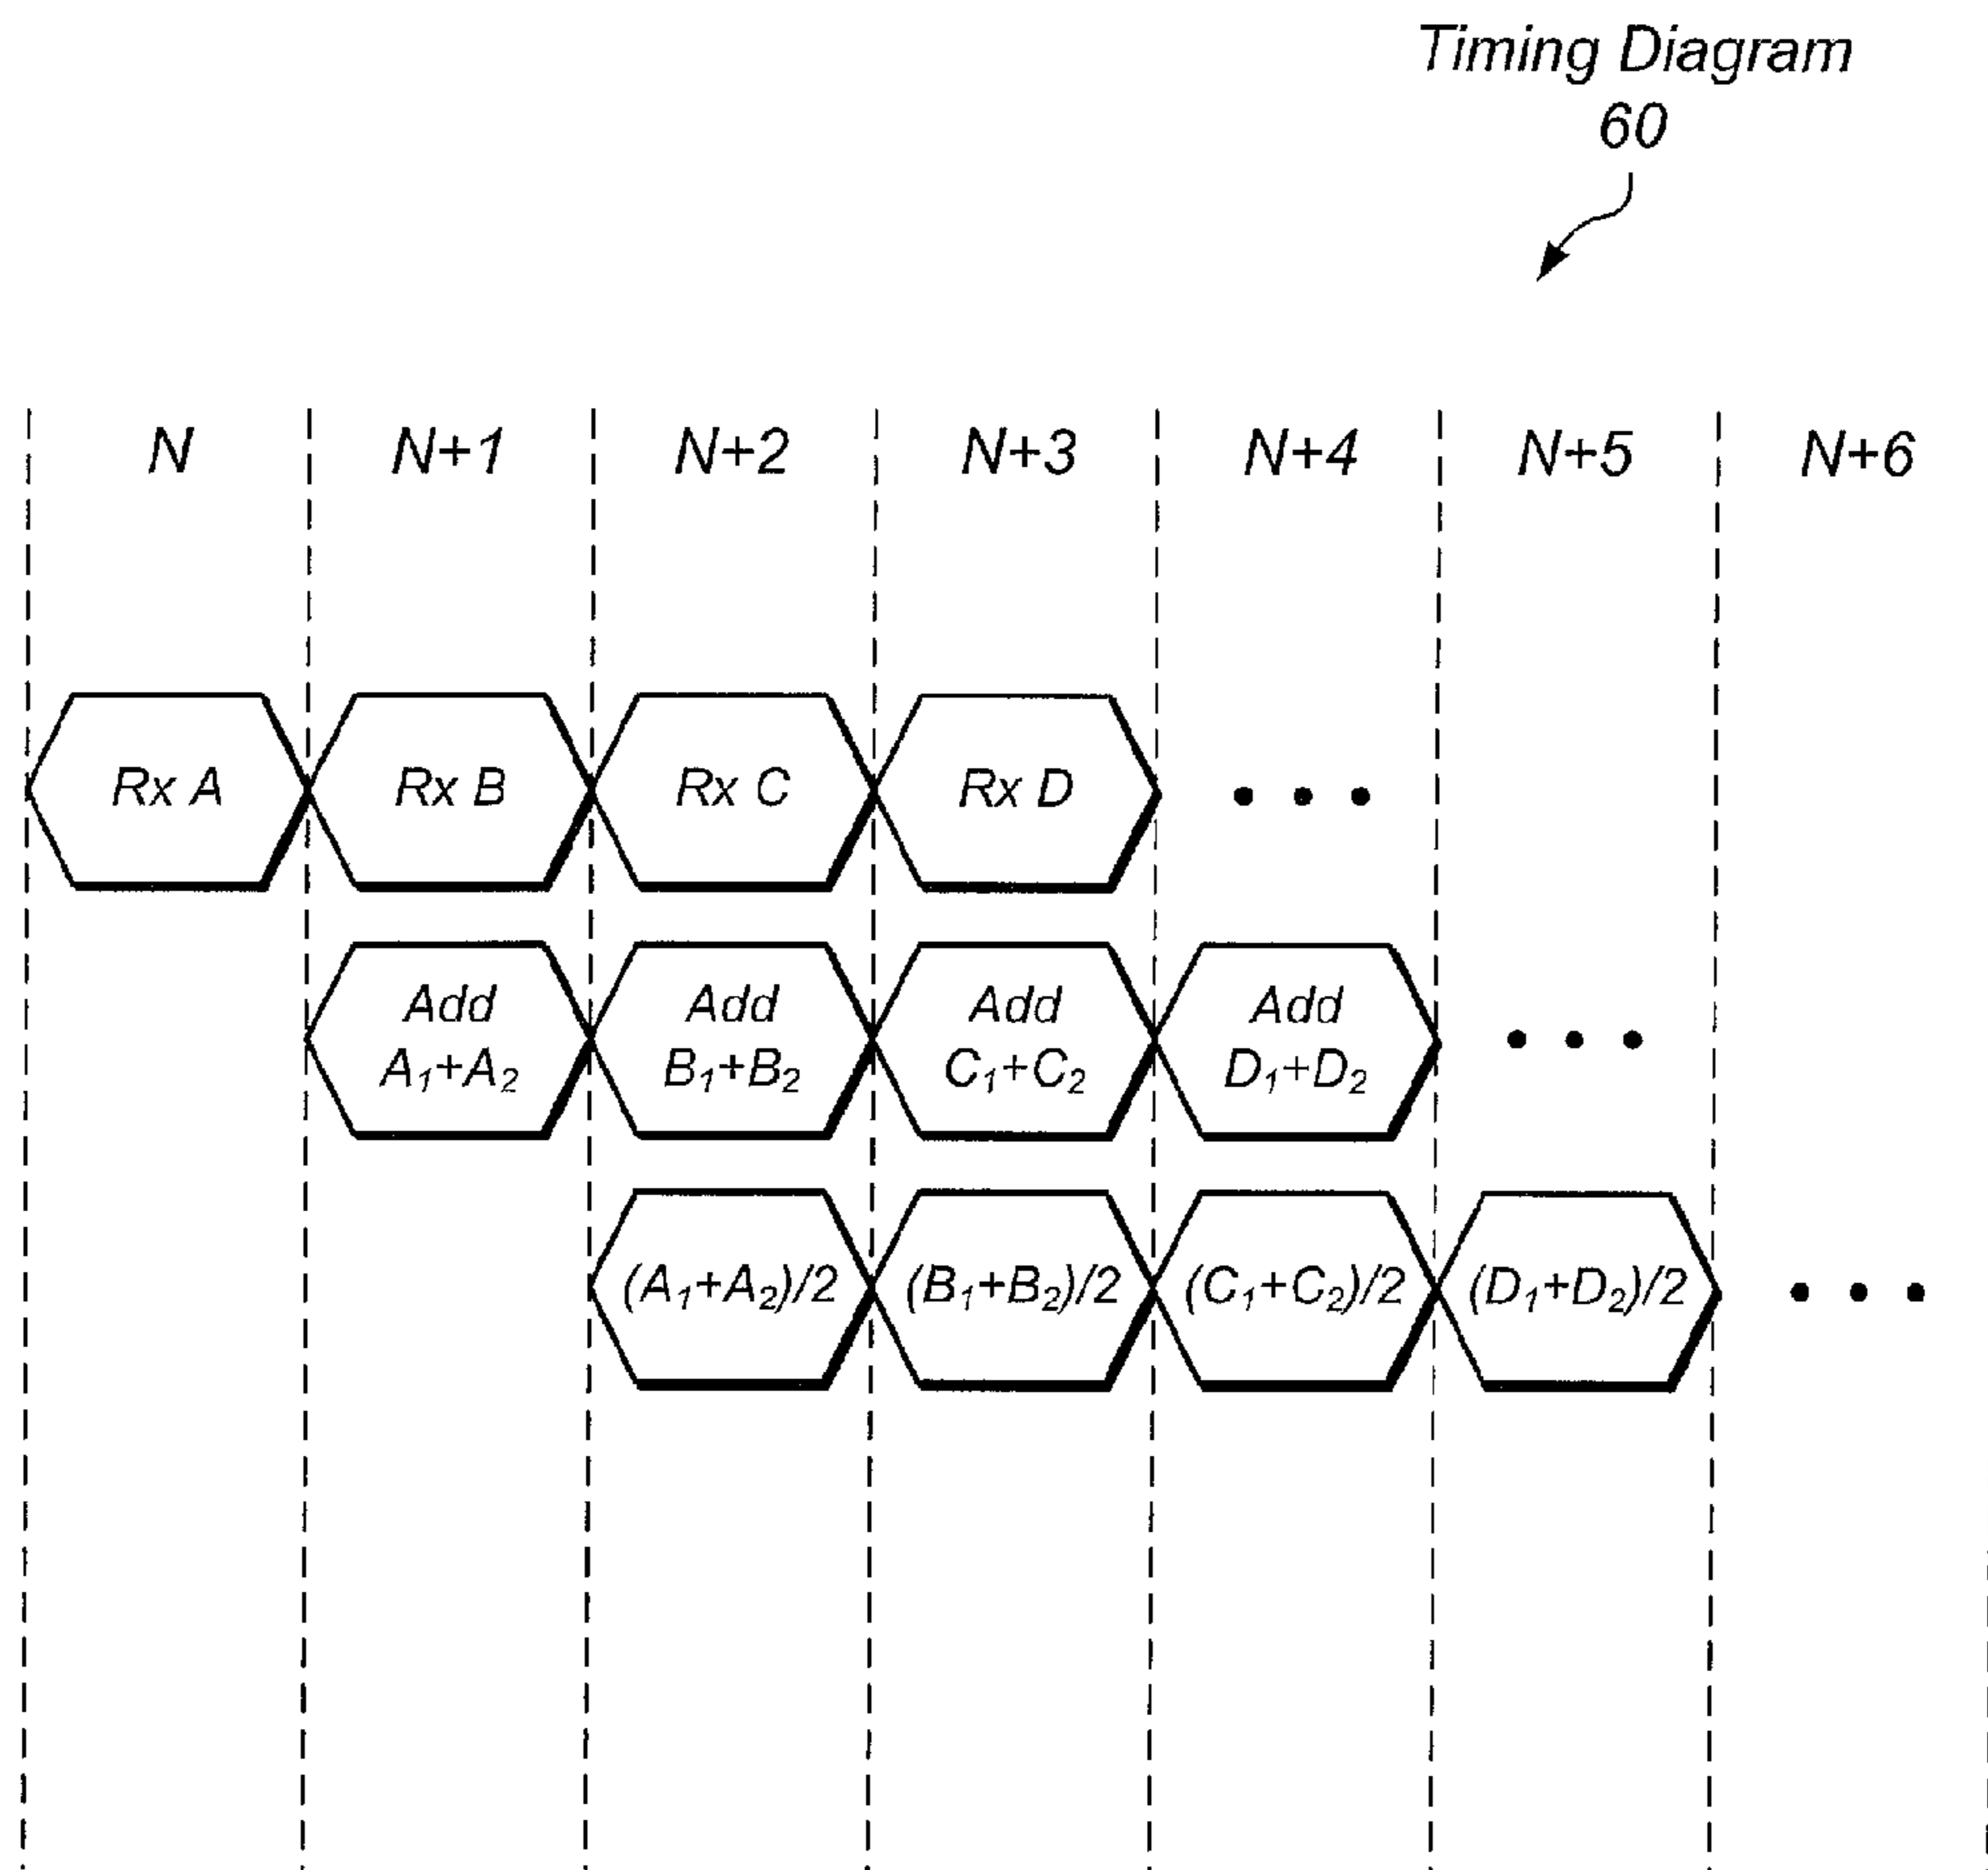 Timing Diagram
60
N N+1 N+2 N+3 N+4 N+5 N+6
Rx A Rx B Rx C Rx D • • •
Add Add Add Add
A₁+A₂ B₁+B₂ C₁+C₂ D₁+D₂ • • •
(A₁+A₂)/2 (B₁+B₂)/2 (C₁+C₂)/2 (D₁+D₂)/2 • • •